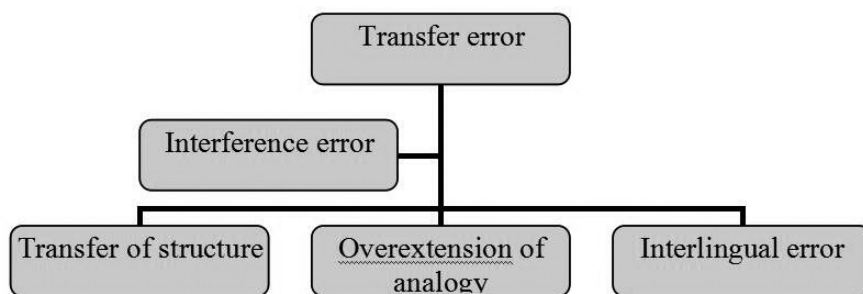 Transfer error
Interference error
Transfer of structure
Overextension of
analogy
Interlingual error